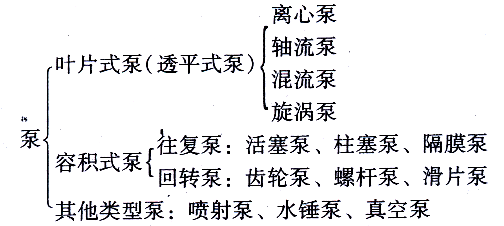 离心泵
轴流泵
叶片式泵(透平式泵)
混流泵
旋涡泵
泵
往复泵：活塞泵、柱塞泵、隔膜泵
容积式泵
回转泵：齿轮泵、螺杆泵、滑片泵
其他类型泵：喷射泵、水锤泵、真空泵